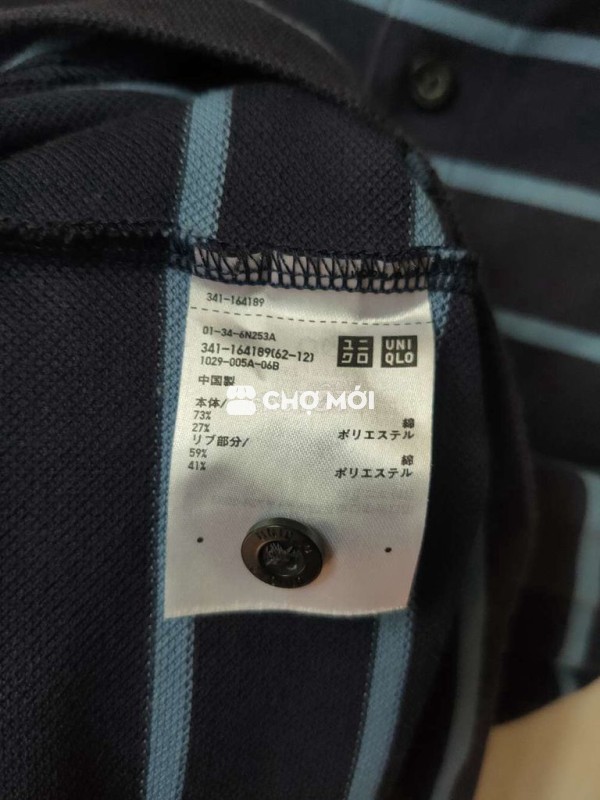 341-164189
01-34-6N253A
341-164189(62-12)
1029-005A-06B
ユニ
クロ
UNI
QLO
中国製
CHỢ MỚI
本体/
73% 綿
27% ポリエステル
リブ部分/
59% 綿
41% ポリエステル